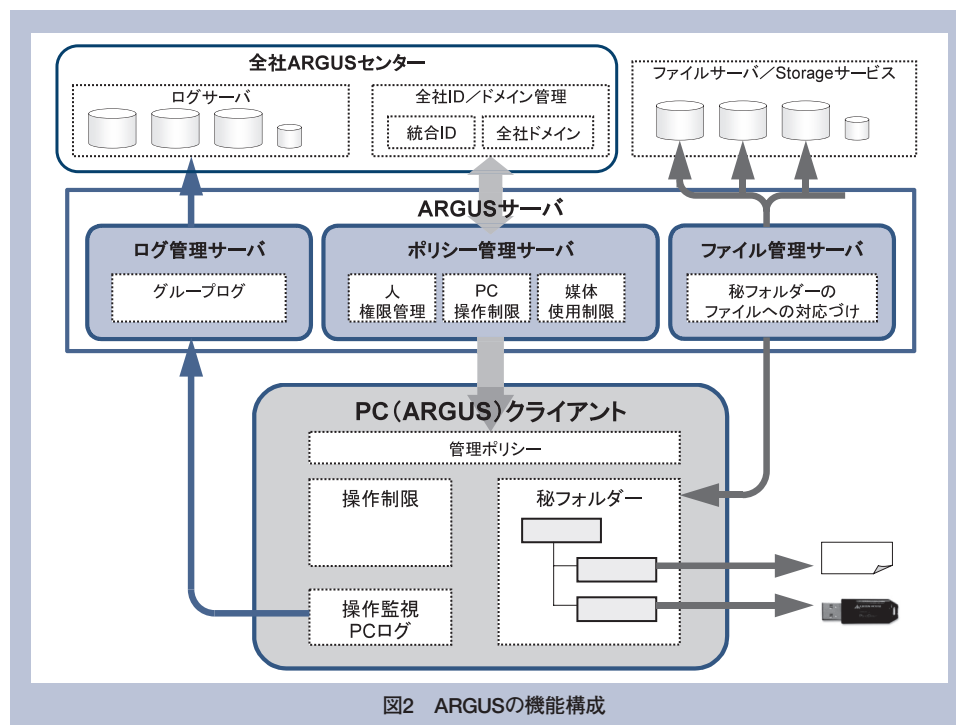 全社ARGUSセンター
ログサーバ
全社ID／ドメイン管理
統合ID
全社ドメイン
ファイルサーバ／Storageサービス
ARGUSサーバ
ログ管理サーバ
グループログ
ポリシー管理サーバ
人
権限管理
PC
操作制限
媒体
使用制限
ファイル管理サーバ
秘フォルダーの
ファイルへの対応づけ
PC（ARGUS）クライアント
管理ポリシー
操作制限
秘フォルダー
操作監視
PCログ
図2　ARGUSの機能構成